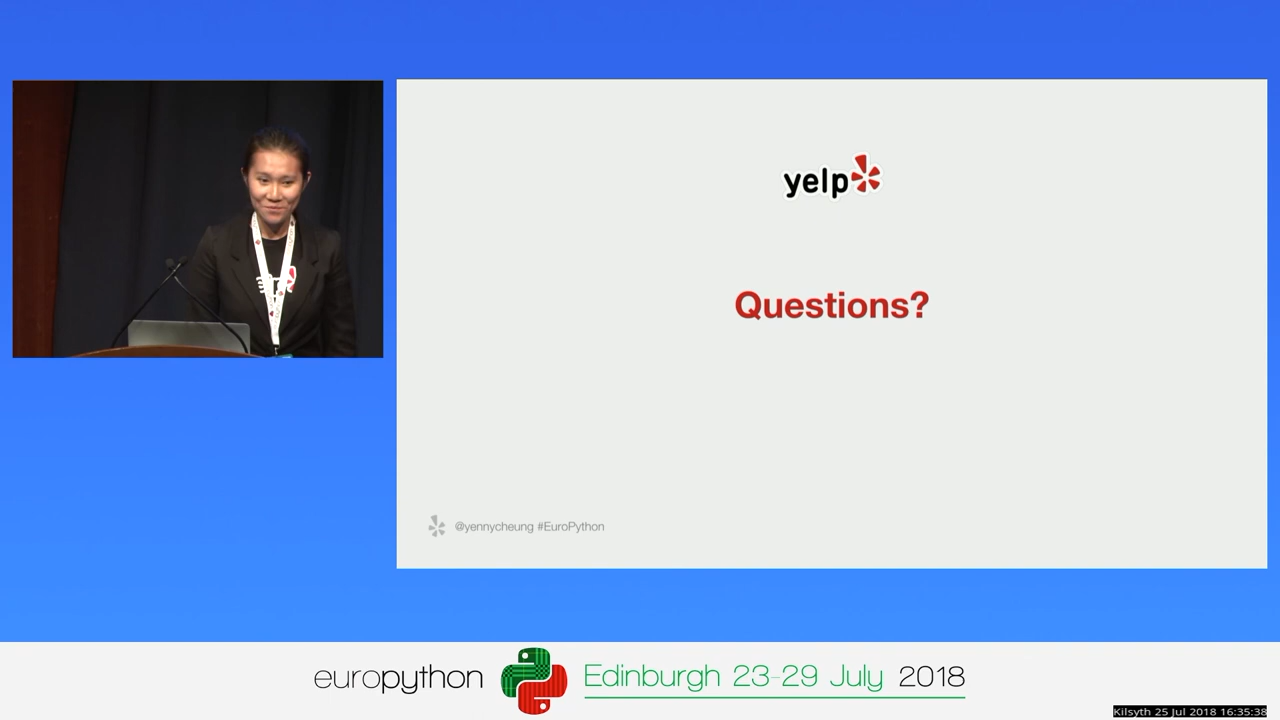 yelp
Questions?
@yennycheung #EuroPython
europython
Edinburgh 23-29 July 2018
Kilsyth 25 Jul 2018 16:35:38